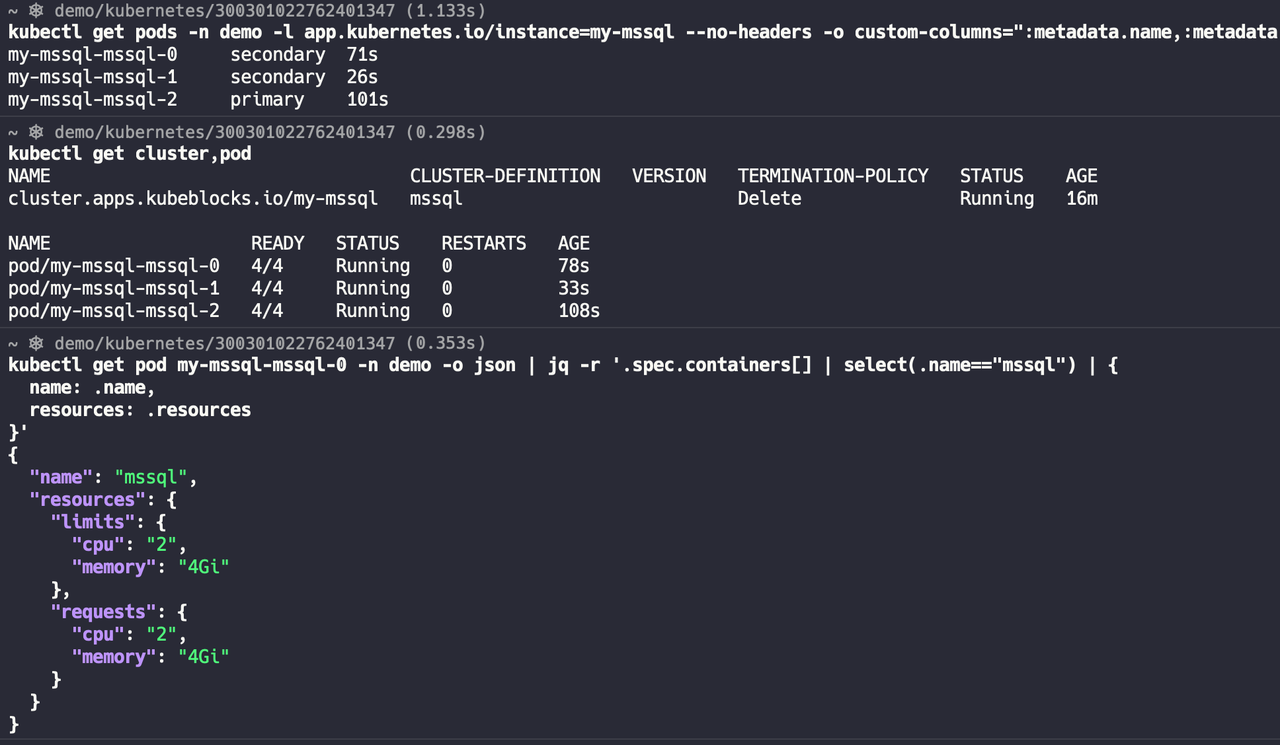 ~ ⎈ demo/kubernetes/300301022762401347 (1.133s)
kubectl get pods -n demo -l app.kubernetes.io/instance=my-mssql --no-headers -o custom-columns=":metadata.name,:metadata
my-mssql-mssql-0     secondary  71s
my-mssql-mssql-1     secondary  26s
my-mssql-mssql-2     primary    101s
~ ⎈ demo/kubernetes/300301022762401347 (0.298s)
kubectl get cluster,pod
NAME                                  CLUSTER-DEFINITION   VERSION   TERMINATION-POLICY   STATUS    AGE
cluster.apps.kubeblocks.io/my-mssql   mssql                          Delete               Running   16m
NAME                   READY   STATUS    RESTARTS   AGE
pod/my-mssql-mssql-0   4/4     Running   0          78s
pod/my-mssql-mssql-1   4/4     Running   0          33s
pod/my-mssql-mssql-2   4/4     Running   0          108s
~ ⎈ demo/kubernetes/300301022762401347 (0.353s)
kubectl get pod my-mssql-mssql-0 -n demo -o json | jq -r '.spec.containers[] | select(.name=="mssql") | {
  name: .name,
  resources: .resources
}'
{
  "name": "mssql",
  "resources": {
    "limits": {
      "cpu": "2",
      "memory": "4Gi"
    },
    "requests": {
      "cpu": "2",
      "memory": "4Gi"
    }
  }
}